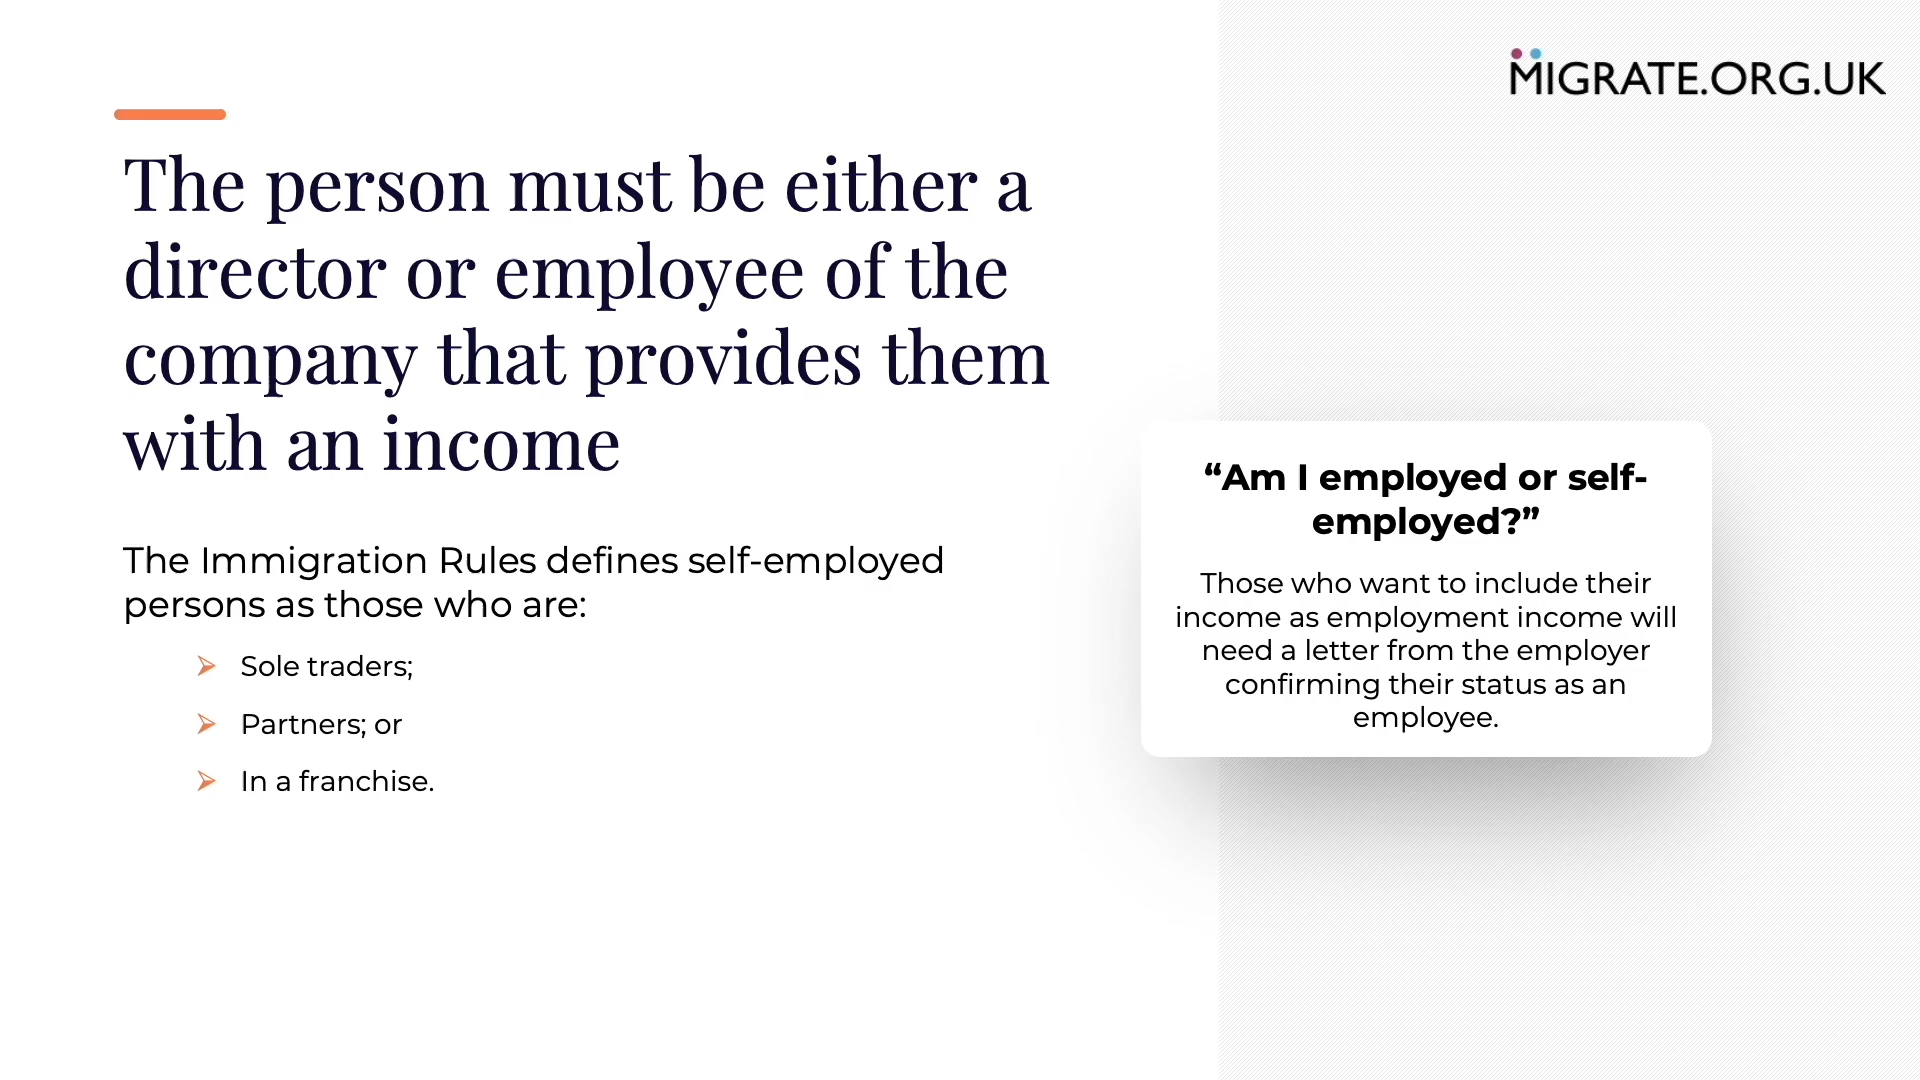 MIGRATE.ORG.UK
The person must be either a
director or employee of the
company that provides them
with an income
The Immigration Rules defines self-employed
persons as those who are:
Sole traders;
Partners; or
In a franchise.
“Am I employed or self-
employed?”
Those who want to include their
income as employment income will
need a letter from the employer
confirming their status as an
employee.